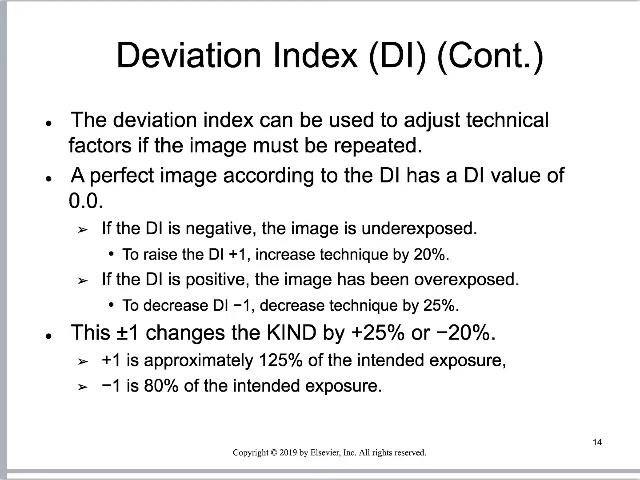 Deviation Index (DI) (Cont.)
• The deviation index can be used to adjust technical
factors if the image must be repeated.
• A perfect image according to the DI has a DI value of
0.0.
➢ If the DI is negative, the image is underexposed.
• To raise the DI +1, increase technique by 20%.
➢ If the DI is positive, the image has been overexposed.
• To decrease DI −1, decrease technique by 25%.
• This ±1 changes the KIND by +25% or −20%.
➢ +1 is approximately 125% of the intended exposure,
➢ −1 is 80% of the intended exposure.
14
Copyright © 2019 by Elsevier, Inc. All rights reserved.